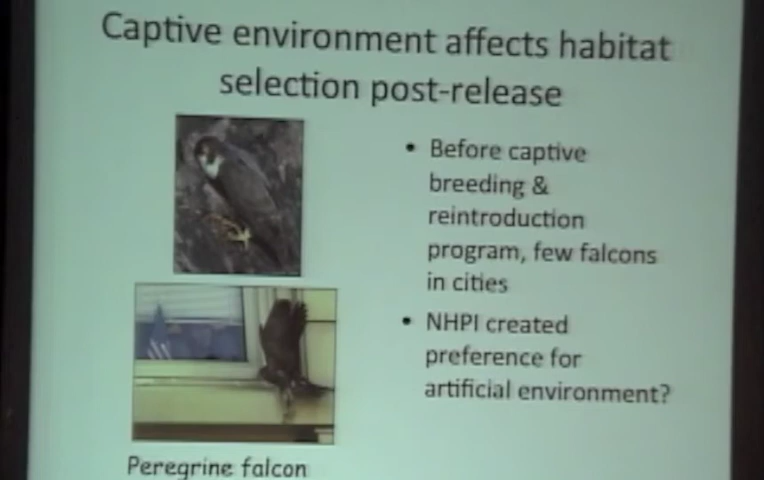 Captive environment affects habitat
selection post-release
• Before captive
breeding &
reintroduction
program, few falcons
in cities
• NHPI created
preference for
artificial environment?
Peregrine falcon